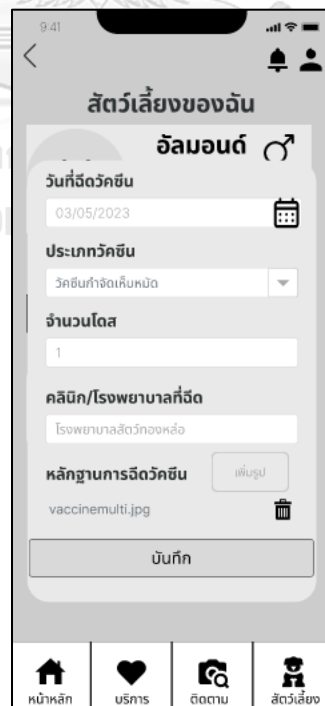 9:41
สัตว์เลี้ยงของฉัน
อัลมอนด์
วันที่ฉีดวัคซีน
03/05/2023
ประเภทวัคซีน
วัคซีนกำจัดเห็บหมัด
จำนวนโดส
1
คลินิก/โรงพยาบาลที่ฉีด
โรงพยาบาลสัตว์ทองหล่อ
หลักฐานการฉีดวัคซีน เพิ่มรูป
vaccinemulti.jpg
บันทึก
หน้าหลัก บริการ ติดตาม สัตว์เลี้ยง